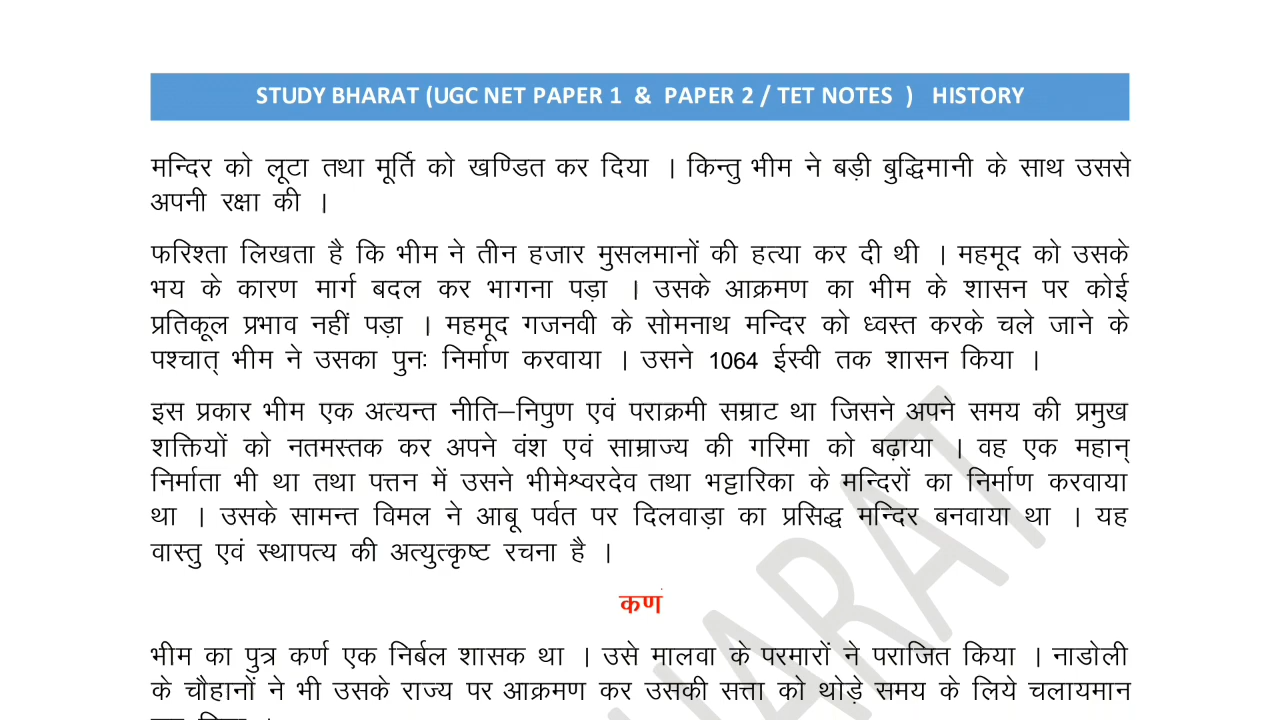 STUDY BHARAT (UGC NET PAPER 1 & PAPER 2 / TET NOTES ) HISTORY
मन्दिर को लूटा तथा मूर्ति को खण्डित कर दिया । किन्तु भीम ने बड़ी बुद्धिमानी के साथ उससे
अपनी रक्षा की ।
फरिश्ता लिखता है कि भीम ने तीन हजार मुसलमानों की हत्या कर दी थी । महमूद को उसके
भय के कारण मार्ग बदल कर भागना पड़ा । उसके आक्रमण का भीम के शासन पर कोई
प्रतिकूल प्रभाव नहीं पड़ा । महमूद गजनवी के सोमनाथ मन्दिर को ध्वस्त करके चले जाने के
पश्चात् भीम ने उसका पुनः निर्माण करवाया । उसने 1064 ईस्वी तक शासन किया ।
इस प्रकार भीम एक अत्यन्त नीति–निपुण एवं पराक्रमी सम्राट था जिसने अपने समय की प्रमुख
शक्तियों को नतमस्तक कर अपने वंश एवं साम्राज्य की गरिमा को बढ़ाया । वह एक महान्
निर्माता भी था तथा पत्तन में उसने भीमेश्वरदेव तथा भट्टारिका के मन्दिरों का निर्माण करवाया
था । उसके सामन्त विमल ने आबू पर्वत पर दिलवाड़ा का प्रसिद्ध मन्दिर बनवाया था । यह
वास्तु एवं स्थापत्य की अत्युत्कृष्ट रचना है ।
कण
भीम का पुत्र कर्ण एक निर्बल शासक था । उसे मालवा के परमारों ने पराजित किया । नाडोली
के चौहानों ने भी उसके राज्य पर आक्रमण कर उसकी सत्ता को थोड़े समय के लिये चलायमान